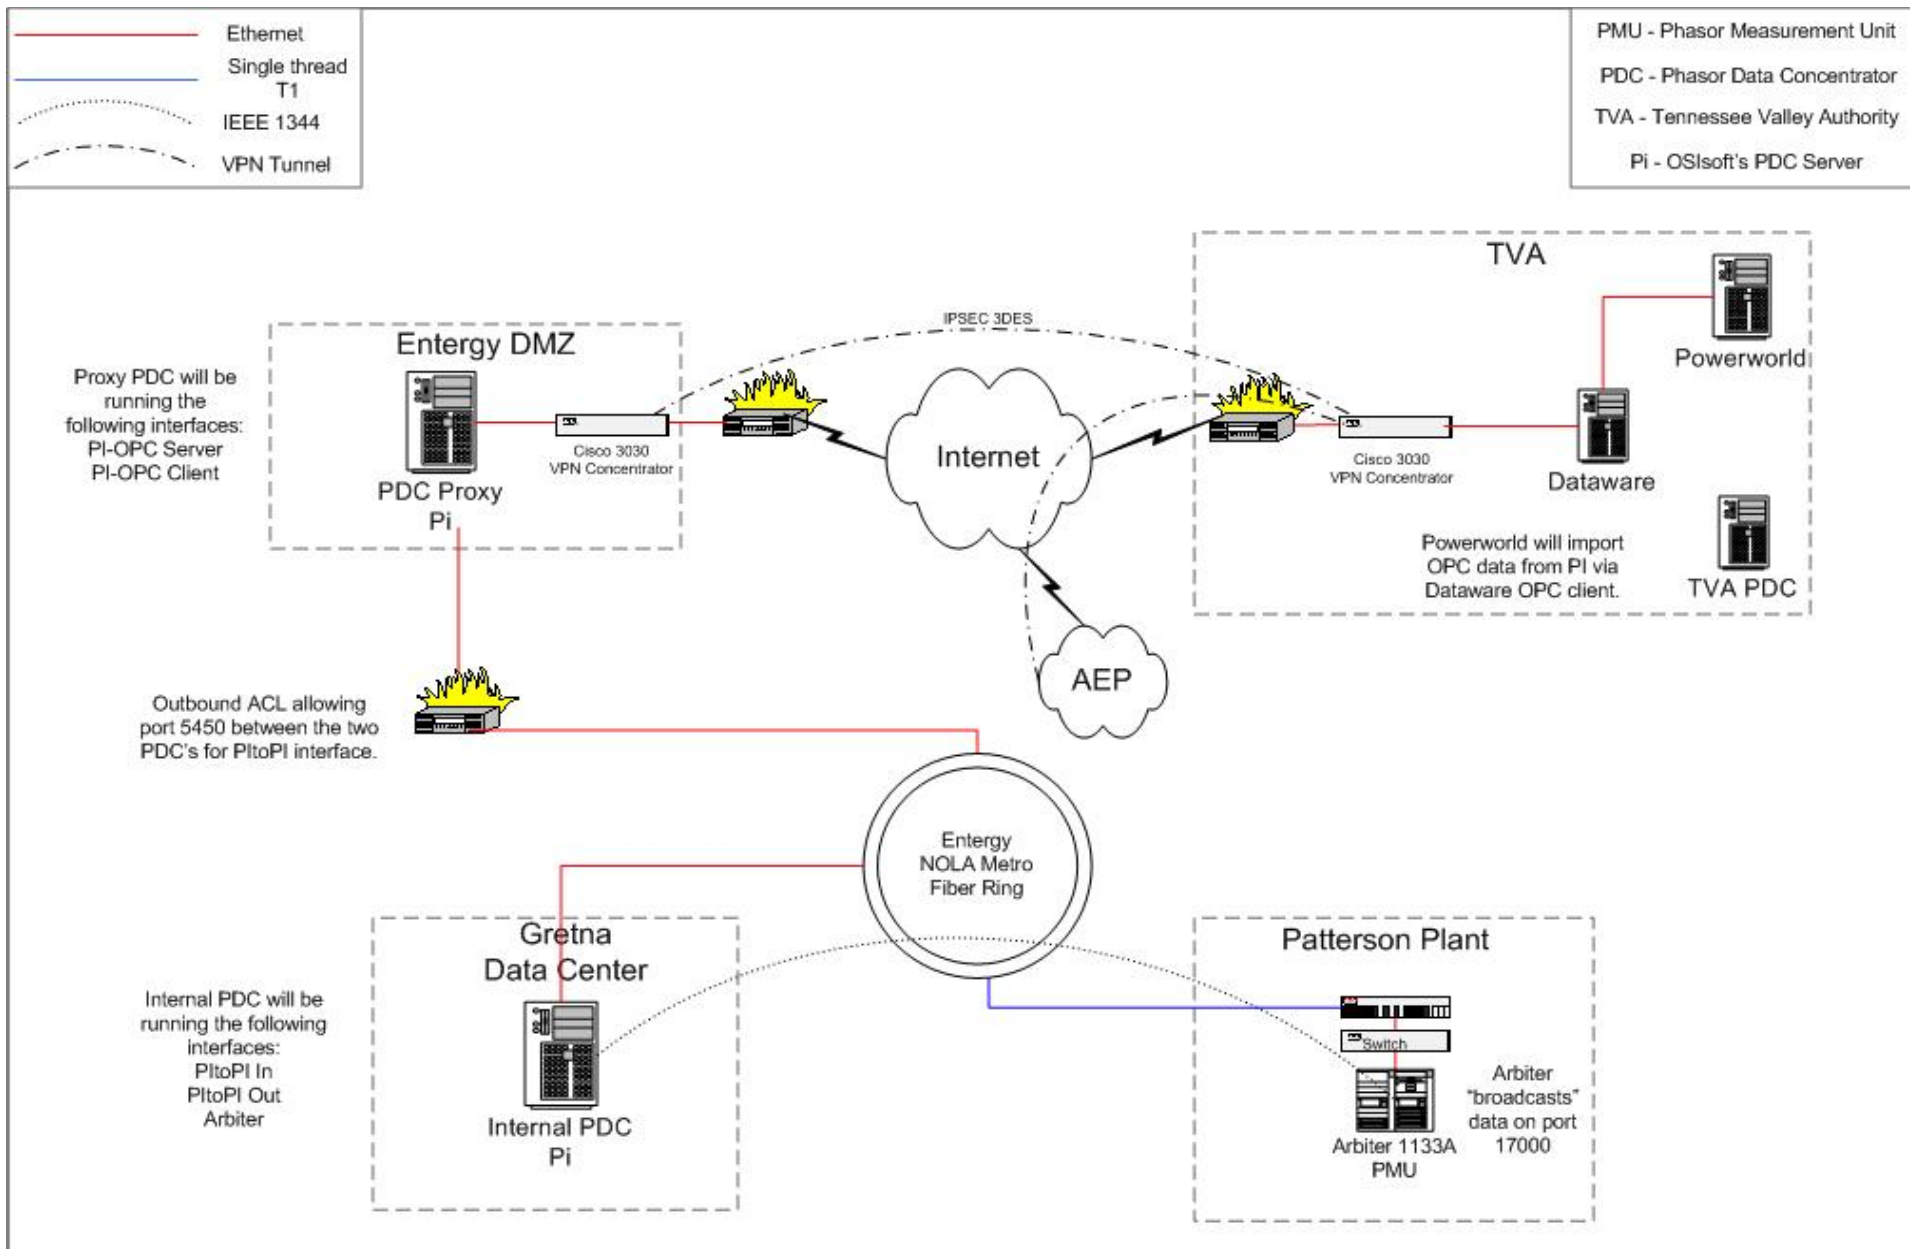 Ethernet
Single thread
T1
IEEE 1344
VPN Tunnel
PMU - Phasor Measurement Unit
PDC - Phasor Data Concentrator
TVA - Tennessee Valley Authority
Pi - OSIsoft's PDC Server
TVA
Powerworld
IPSEC 3DES
Entergy DMZ
Proxy PDC will be
running the
following interfaces:
PI-OPC Server
PI-OPC Client
Cisco 3030
VPN Concentrator
PDC Proxy
Pi
Internet
Cisco 3030
VPN Concentrator
Dataware
Powerworld will import
OPC data from PI via
Dataware OPC client.
TVA PDC
AEP
Outbound ACL allowing
port 5450 between the two
PDC's for PItoPI interface.
Entergy
NOLA Metro
Fiber Ring
Gretna
Data Center
Internal PDC will be
running the following
interfaces:
PItoPI In
PItoPI Out
Arbiter
Internal PDC
Pi
Patterson Plant
Switch
Arbiter
"broadcasts"
data on port
17000
Arbiter 1133A
PMU